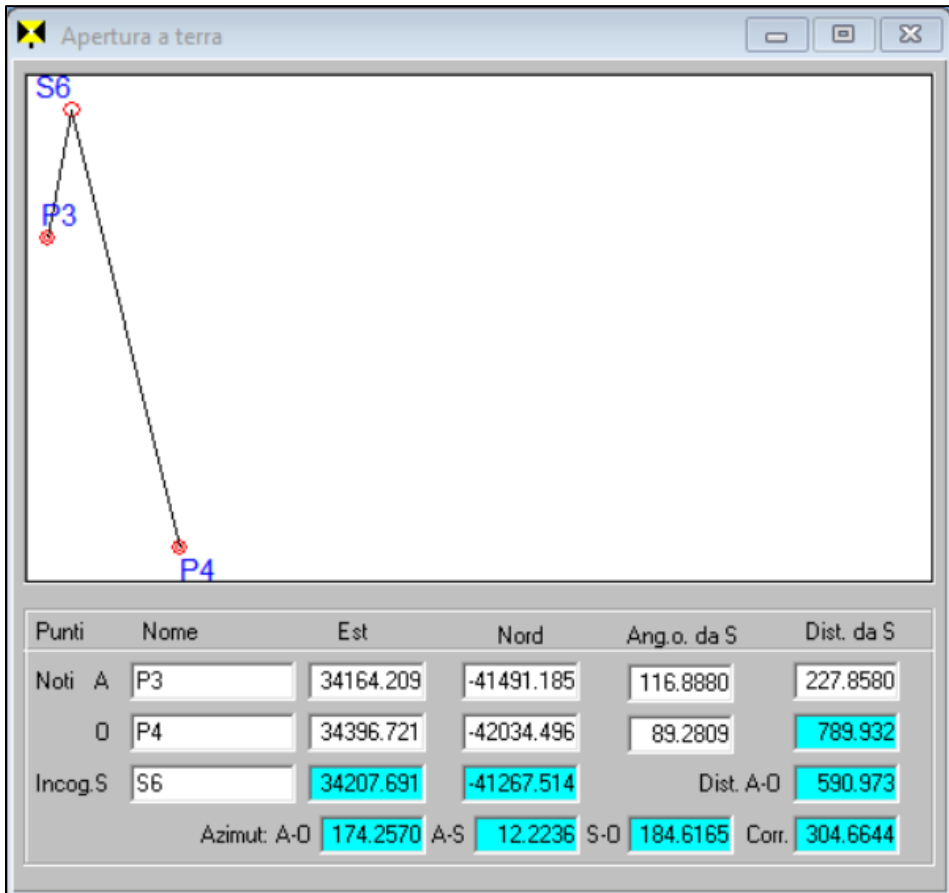 Apertura a terra
S6
P3
P4
Punti Nome Est Nord Ang.o. da S Dist. da S
Noti A P3 34164.209 -41491.185 116.8880 227.8580
O P4 34396.721 -42034.496 89.2809 789.932
Incog.S S6 34207.691 -41267.514 Dist. A-O 590.973
Azimut: A-O 174.2570 A-S 12.2236 S-O 184.6165 Corr. 304.6644